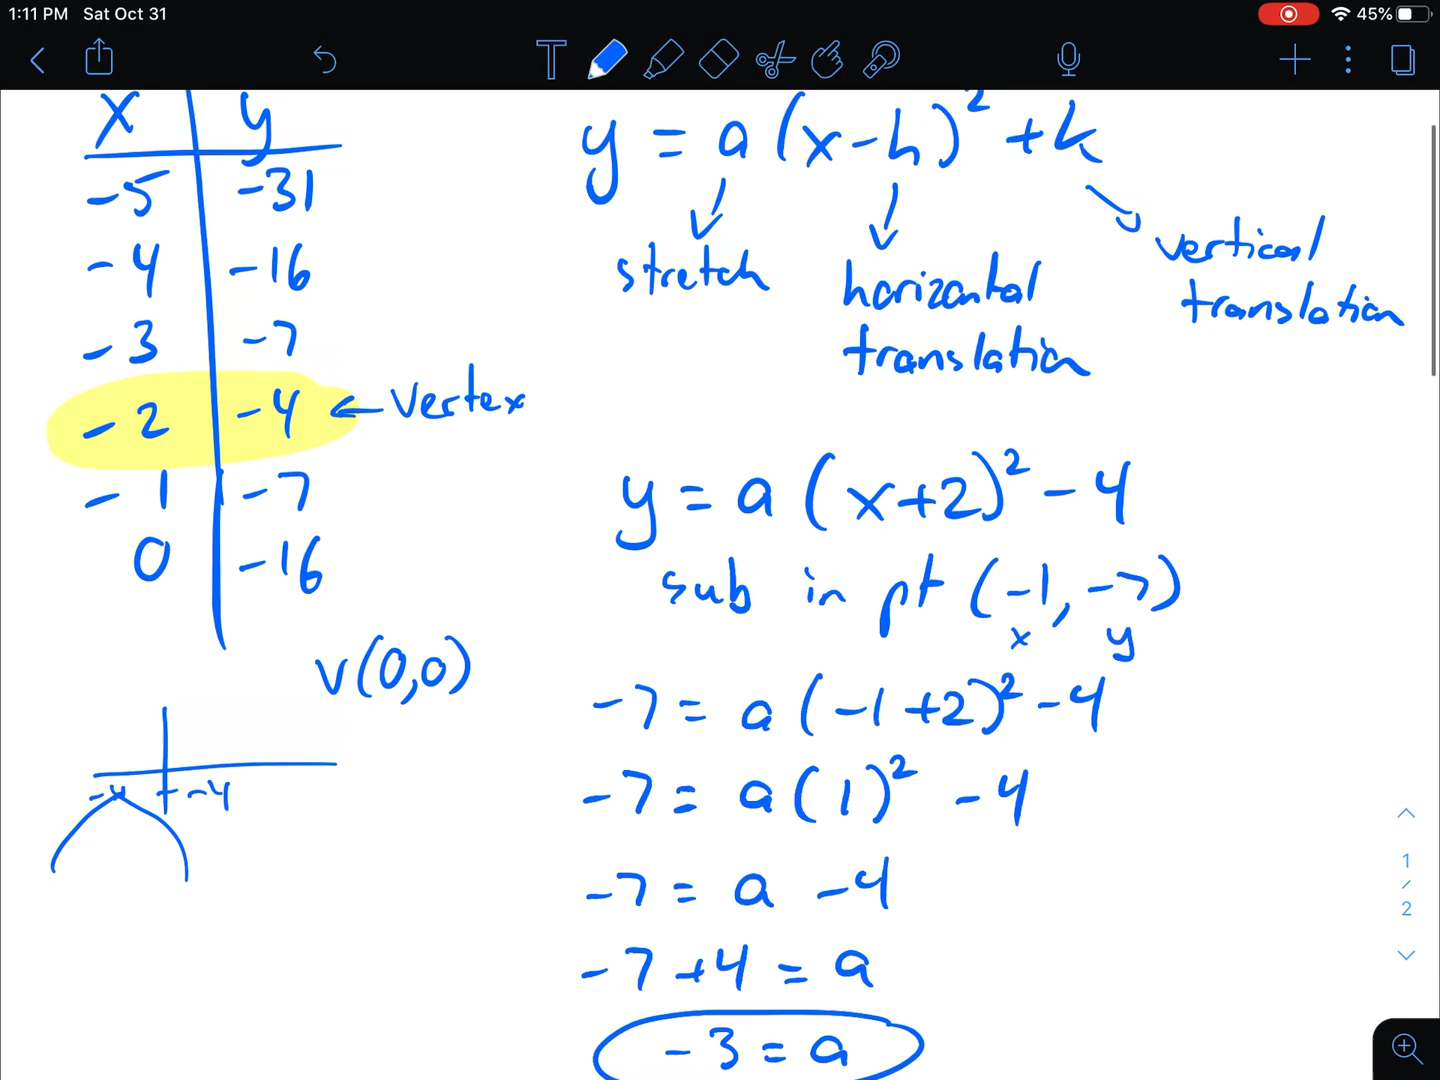 1:11 PM Sat Oct 31 45%
T
x y
-5 -31
-4 -16
-3 -7
-2 -4 ← Vertex
-1 -7
0 -16
v(0,0)
-4 -4
y = a(x-h)² + k
stretch
horizontal
translation
vertical
translation
y = a(x+2)² - 4
sub in pt (-1, -7)
x y
-7 = a(-1+2)² - 4
-7 = a(1)² - 4
-7 = a - 4
-7 + 4 = a
-3 = a
1
/
2